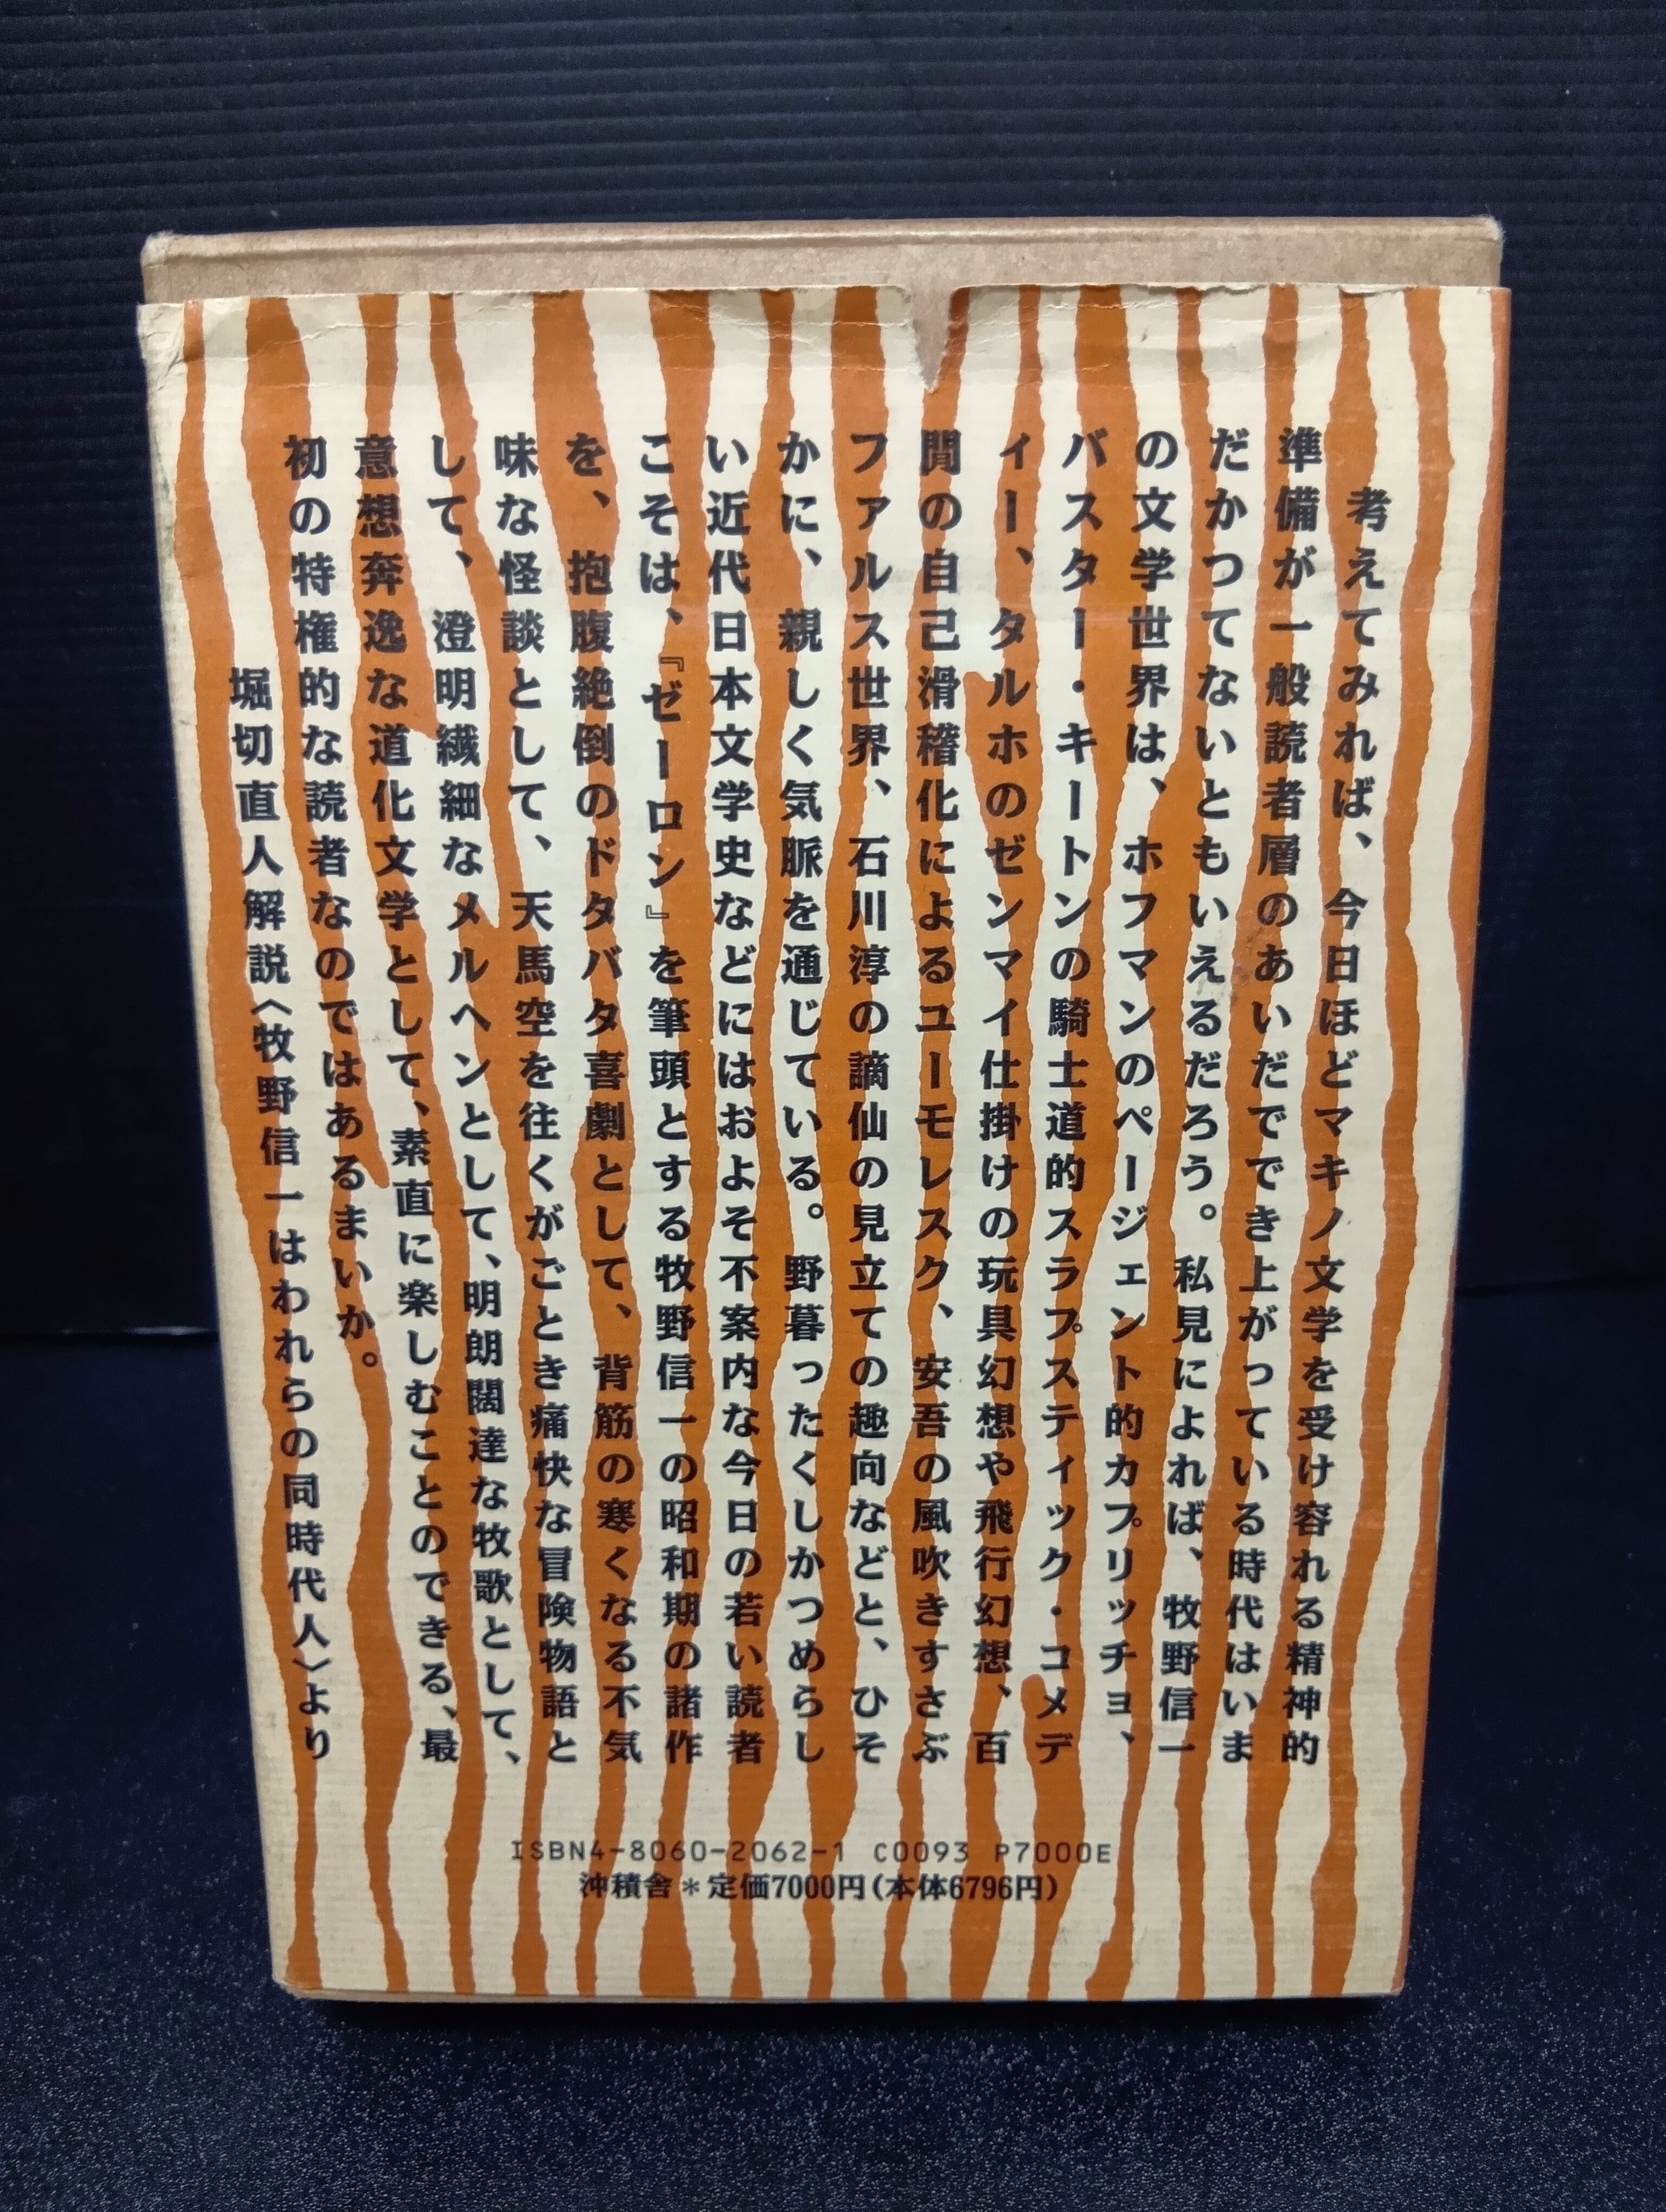 考えてみれば、今日ほどマキノ文学を受け容れる精神的
準備が一般読者層のあいだでき上がっている時代はいま
だかつてないともいえるだろう。私見によれば、牧野信一
の文学世界は、ホフマンのページェント的カプリッチョ、
バスター・キートンの騎士道的スラプスティック・コメデ
ィー、タルホのゼンマイ仕掛けの玩具幻想や飛行幻想、百
閒の自己滑稽化によるユーモレスク、安吾の風吹きすさぶ
ファルス世界、石川淳の謫仙の見立ての趣向などと、ひそ
かに、親しく気脈を通じている。野暮ったくしかつめらし
い近代日本文学史などにはおよそ不案内な今日の若い読者
こそは、『ゼーロン』を筆頭とする牧野信一の昭和期の諸作
を、抱腹絶倒のドタバタ喜劇として、背筋の寒くなる不気
味な怪談として、天馬空を往くがごとき痛快な冒険物語と
して、澄明繊細なメルヘンとして、明朗闊達な牧歌として、
意想奔逸な道化文学として、素直に楽しむことのできる、最
初の特権的な読者なのではあるまいか。
堀切直人解説〈牧野信一はわれらの同時代人〉より
ISBN4-8060-2062-1 C0093 P7000E
沖積舎＊定価7000円(本体6796円)